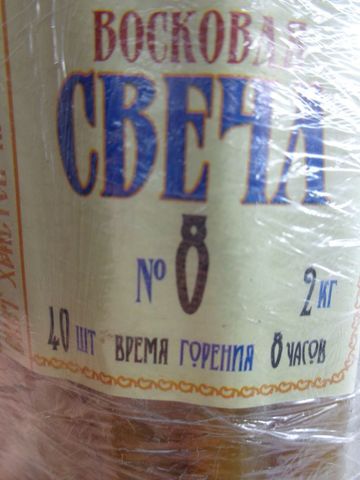 ВОСКОВАЯ
СВЕЧА
№ 8
2 КГ
40 ШТ ВРЕМЯ ГОРЕНИЯ 8 ЧАСОВ